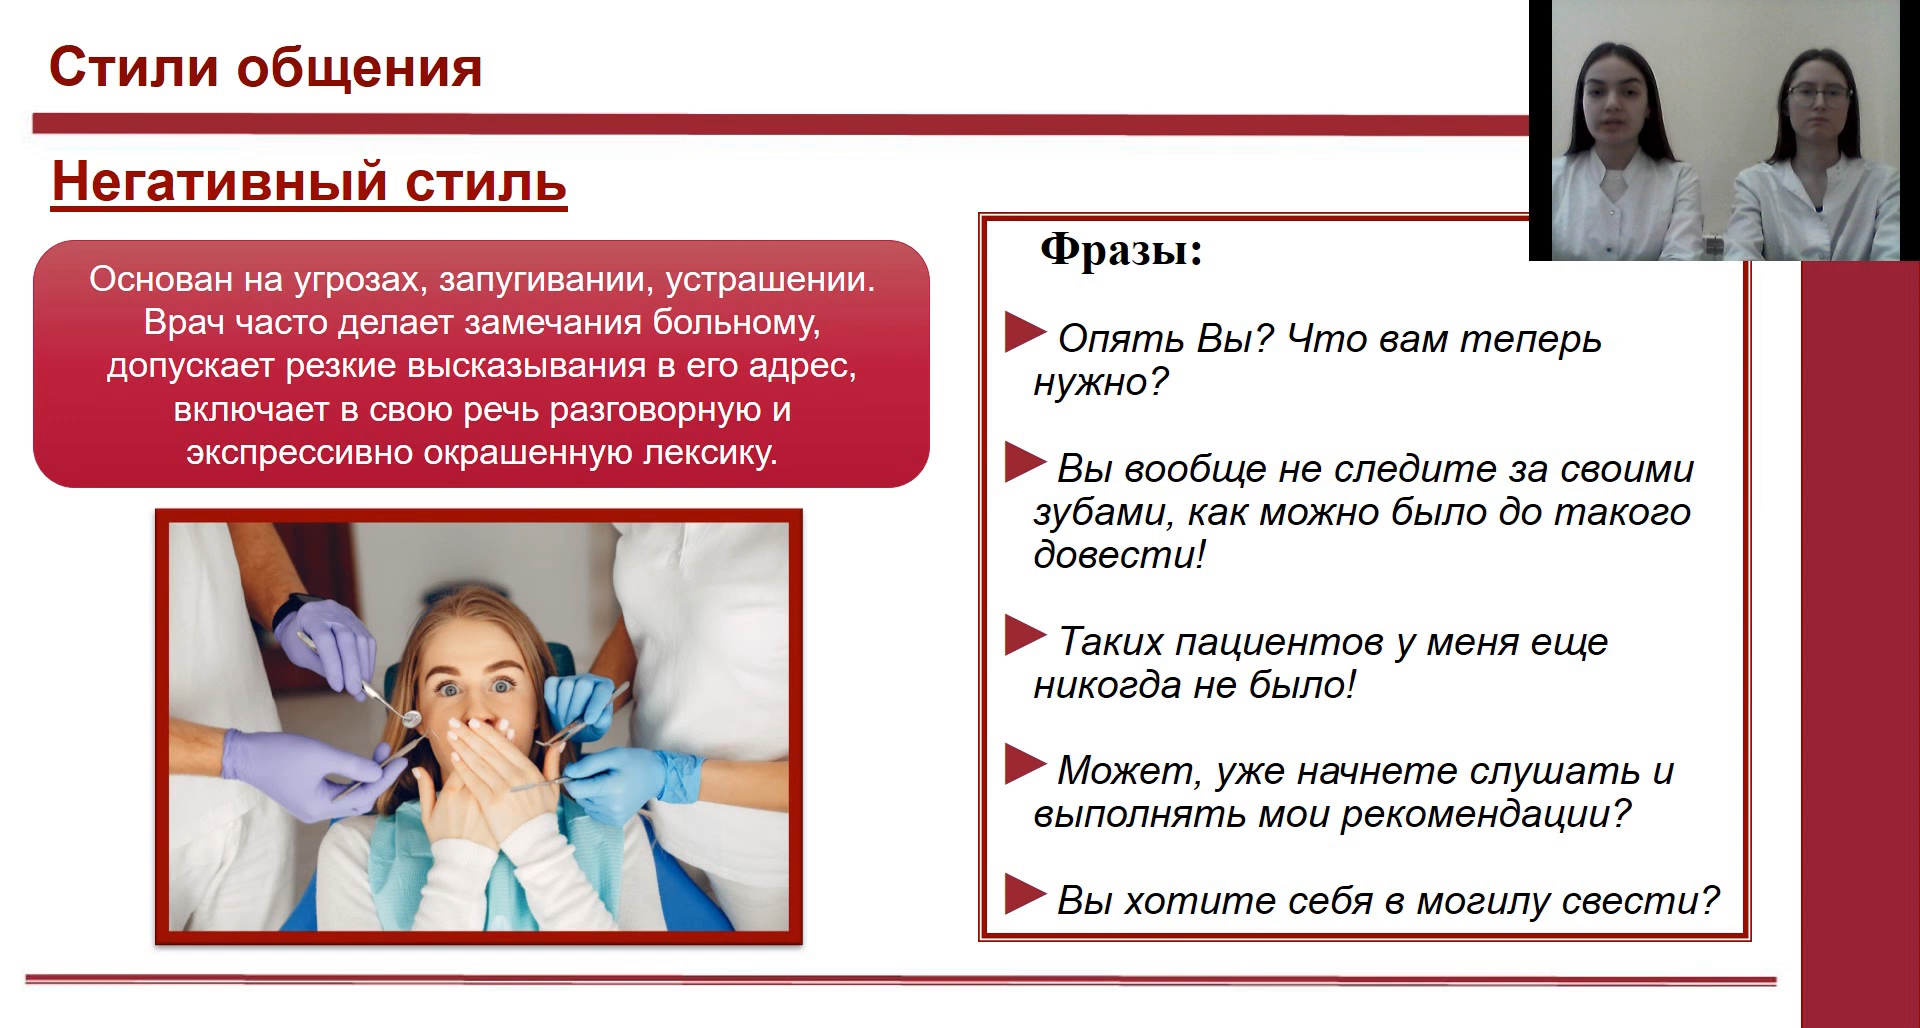 Стили общения
Негативный стиль
Основан на угрозах, запугивании, устрашении.
Врач часто делает замечания больному,
допускает резкие высказывания в его адрес,
включает в свою речь разговорную и
экспрессивно окрашенную лексику.
Фразы:
Опять Вы? Что вам теперь
нужно?
Вы вообще не следите за своими
зубами, как можно было до такого
довести!
Таких пациентов у меня еще
никогда не было!
Может, уже начнете слушать и
выполнять мои рекомендации?
Вы хотите себя в могилу свести?